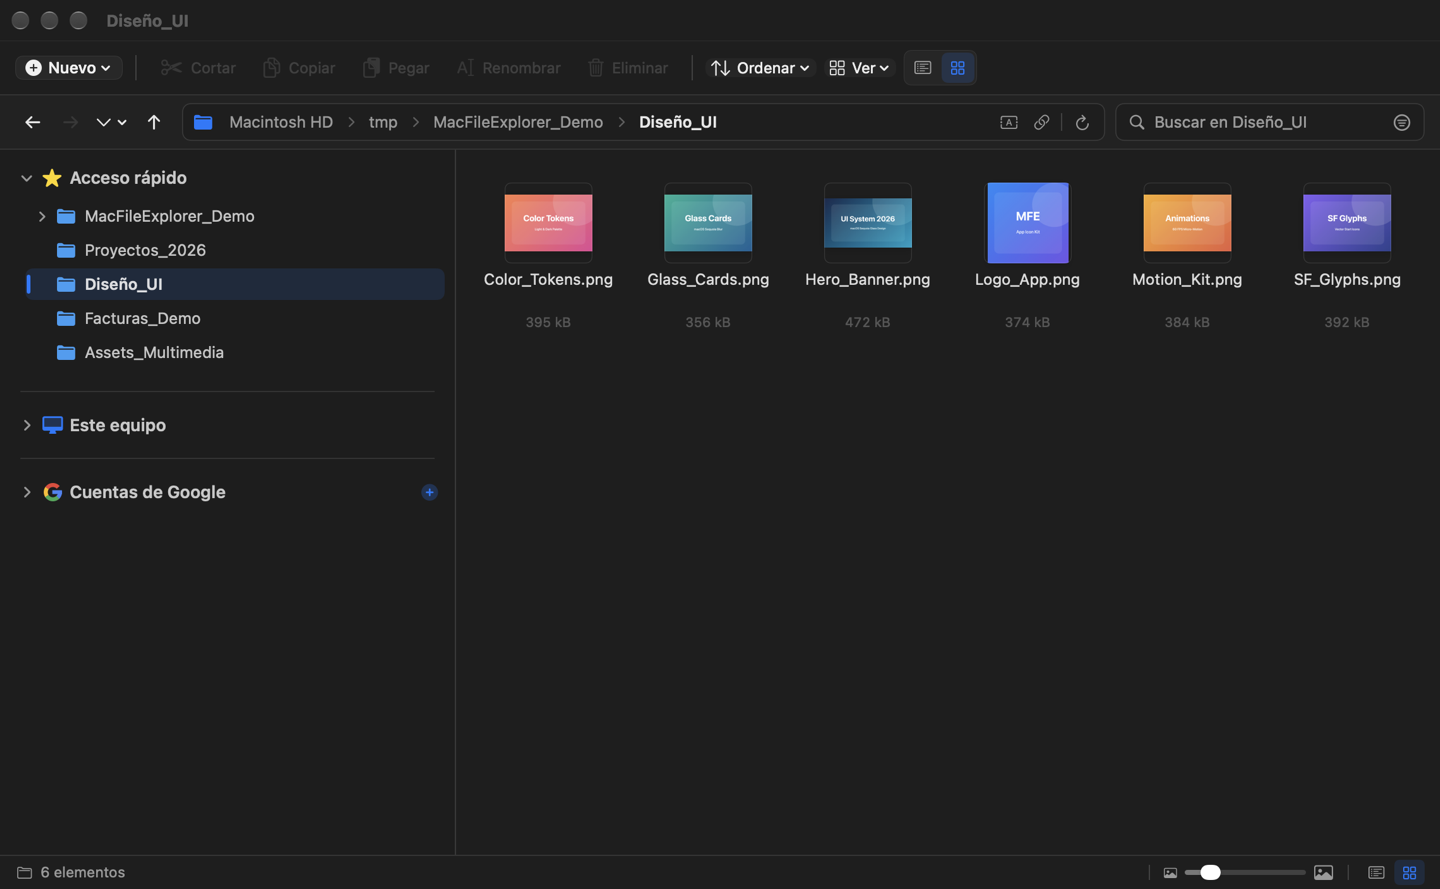 Diseño_UI
Nuevo
Cortar
Copiar
Pegar
Renombrar
Eliminar
Ordenar
Ver
Macintosh HD
tmp
MacFileExplorer_Demo
Diseño_UI
Buscar en Diseño_UI
Acceso rápido
MacFileExplorer_Demo
Proyectos_2026
Diseño_UI
Facturas_Demo
Assets_Multimedia
Este equipo
Cuentas de Google
Color Tokens
Glass Cards
UI System 2026
MFE
App Icon Kit
Animations
SF Glyphs
Color_Tokens.png
Glass_Cards.png
Hero_Banner.png
Logo_App.png
Motion_Kit.png
SF_Glyphs.png
395 kB
356 kB
472 kB
374 kB
384 kB
392 kB
6 elementos